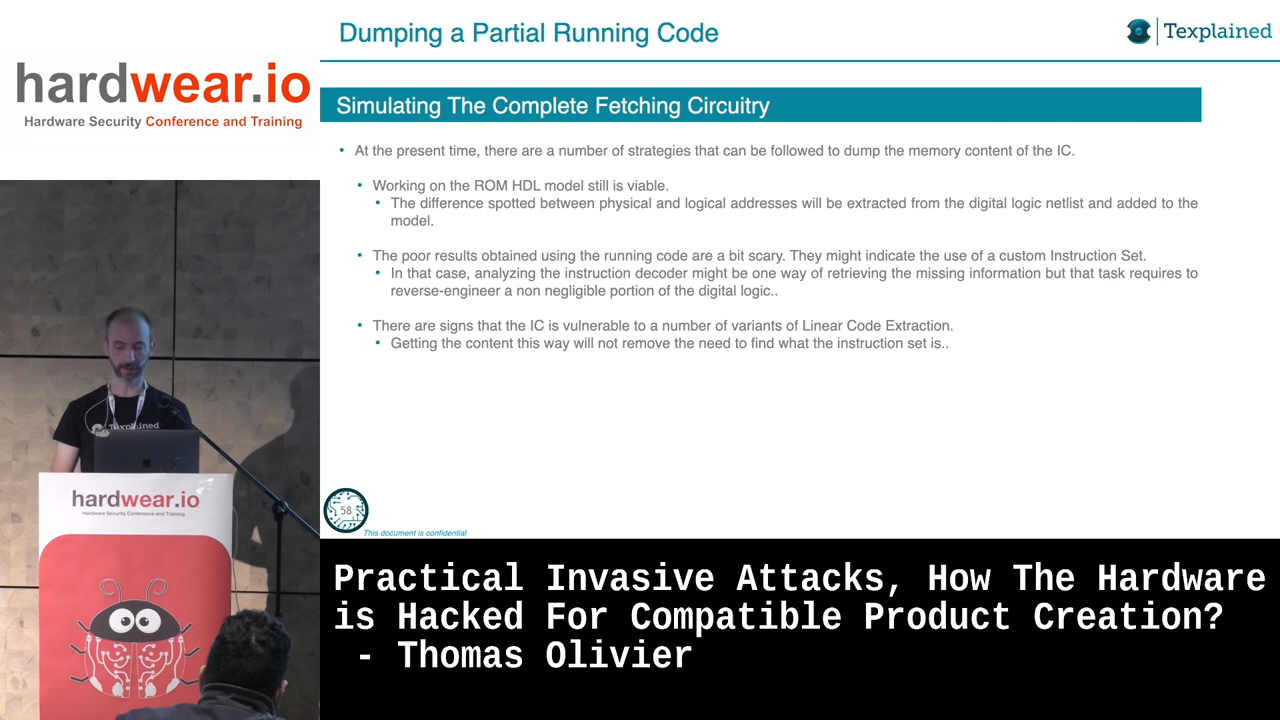 Dumping a Partial Running Code
Texplained
hardwear.io
Hardware Security Conference and Training
Simulating The Complete Fetching Circuitry
• At the present time, there are a number of strategies that can be followed to dump the memory content of the IC.
• Working on the ROM HDL model still is viable.
• The difference spotted between physical and logical addresses will be extracted from the digital logic netlist and added to the
model.
• The poor results obtained using the running code are a bit scary. They might indicate the use of a custom Instruction Set.
• In that case, analyzing the instruction decoder might be one way of retrieving the missing information but that task requires to
reverse-engineer a non negligible portion of the digital logic..
• There are signs that the IC is vulnerable to a number of variants of Linear Code Extraction.
• Getting the content this way will not remove the need to find what the instruction set is..
Texplained
hardwear.io
Hardware Security Conference and Training
58
This document is confidential
Practical Invasive Attacks, How The Hardware
is Hacked For Compatible Product Creation?
- Thomas Olivier